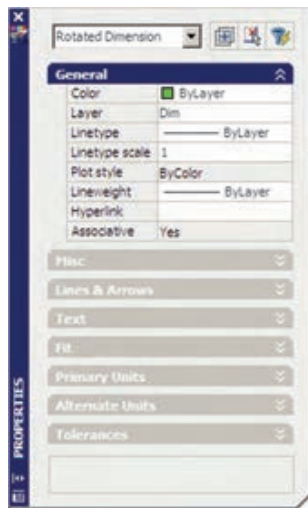 Rotated Dimension
General
Color ByLayer
Layer Dim
Linetype ByLayer
Linetype scale 1
Plot style ByColor
Lineweight ByLayer
Hyperlink
Associative Yes
Misc
Lines & Arrows
Text
Fit
Primary Units
Alternate Units
Tolerances
PROPERTIES